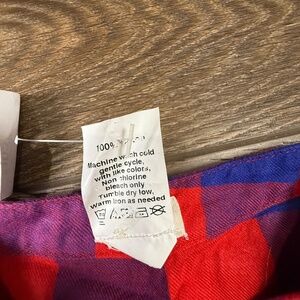 100%
Machine wash cold
gentle cycle,
with like colors,
Non chlorine
bleach only
Tumble dry low,
Warm iron as needed